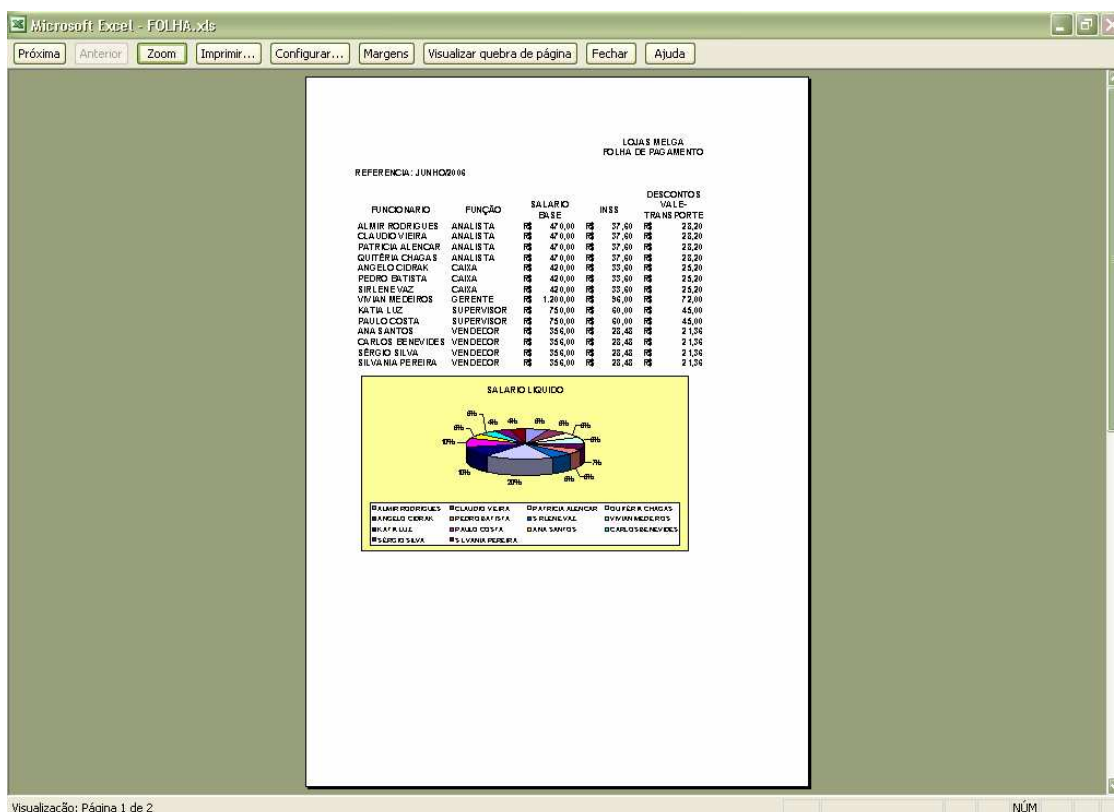 Microsoft Excel - FOLHA.xls
Próxima Anterior Zoom Imprimir... Configurar... Margens Visualizar quebra de página Fechar Ajuda
LOJAS MELGA
FOLHA DE PAGAMENTO
REFERENCIA: JUNHO/2006
DESCONTOS
FUNCIONARIO FUNÇÃO SALARIO BASE INSS VALE-TRANSPORTE
ALMIR RODRIGUES ANALISTA R$ 470,00 R$ 37,60 R$ 28,20
CLAUDIO VIEIRA ANALISTA R$ 470,00 R$ 37,60 R$ 28,20
PATRICIA ALENCAR ANALISTA R$ 470,00 R$ 37,60 R$ 28,20
QUITÉRIA CHAGAS ANALISTA R$ 470,00 R$ 37,60 R$ 28,20
ANGELO CIDRAK CAIXA R$ 420,00 R$ 33,60 R$ 25,20
PEDRO BATISTA CAIXA R$ 420,00 R$ 33,60 R$ 25,20
SIRLENE VAZ CAIXA R$ 420,00 R$ 33,60 R$ 25,20
VIVIAN MEDEIROS GERENTE R$ 1.200,00 R$ 96,00 R$ 72,00
KATIA LUZ SUPERVISOR R$ 750,00 R$ 60,00 R$ 45,00
PAULO COSTA SUPERVISOR R$ 750,00 R$ 60,00 R$ 45,00
ANA SANTOS VENDEDOR R$ 356,00 R$ 28,48 R$ 21,36
CARLOS BENEVIDES VENDEDOR R$ 356,00 R$ 28,48 R$ 21,36
SÉRGIO SILVA VENDEDOR R$ 356,00 R$ 28,48 R$ 21,36
SILVANIA PEREIRA VENDEDOR R$ 356,00 R$ 28,48 R$ 21,36
SALARIO LIQUIDO
4% 4%
7%
20%
ALMIR RODRIGUES CLAUDIO VIEIRA PATRICIA ALENCAR QUITÉRIA CHAGAS
ANGELO CIDRAK PEDRO BATISTA SIRLENE VAZ VIVIAN MEDEIROS
KATIA LUZ PAULO COSTA ANA SANTOS CARLOS BENEVIDES
SÉRGIO SILVA SILVANIA PEREIRA
Visualização: Página 1 de 2 NÚM